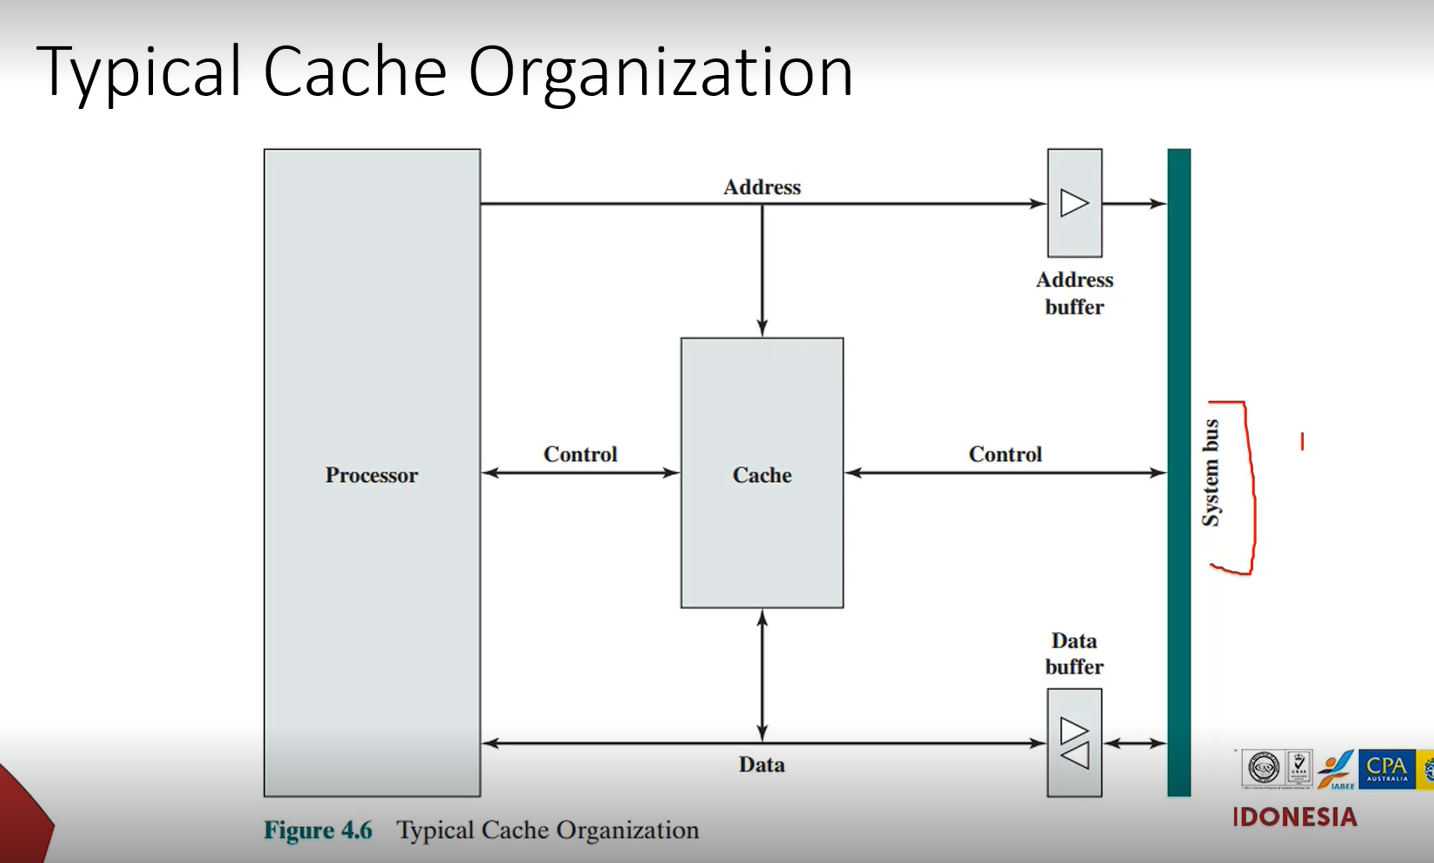 Typical Cache Organization
Address
Address
buffer
Processor
Control
Cache
Control
System bus
Data
buffer
Data
IABEE
CPA
AUSTRALIA
IDONESIA
Figure 4.6 Typical Cache Organization